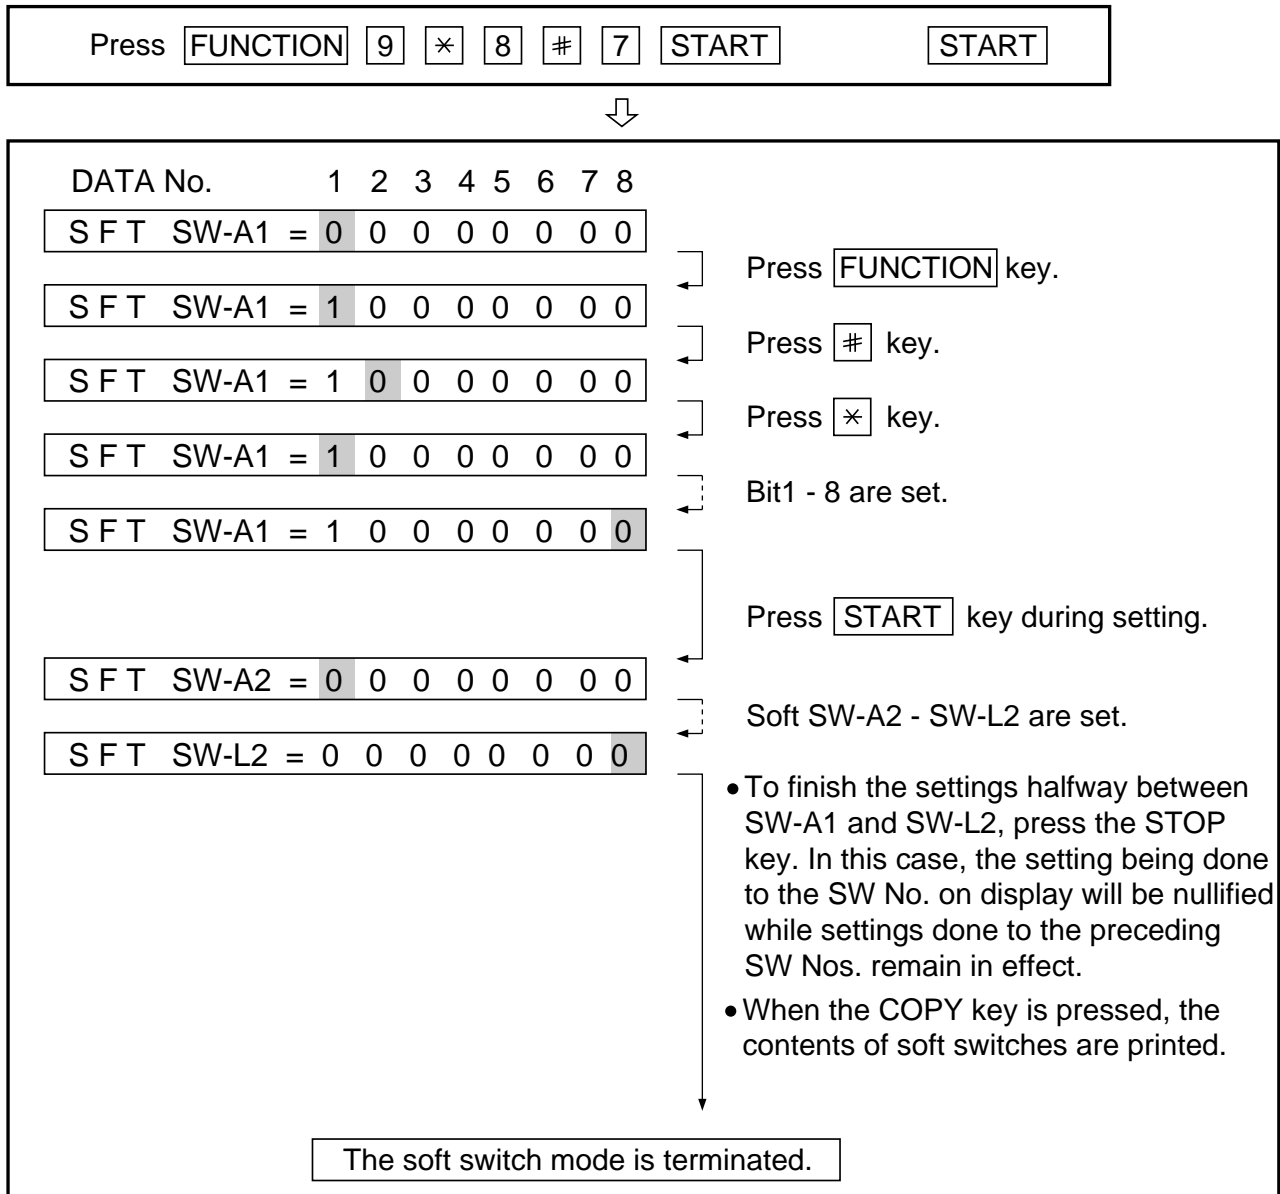 Press FUNCTION 9 * 8 # 7 START START
DATA No. 1 2 3 4 5 6 7 8
SFT SW-A1 = 0 0 0 0 0 0 0 0
Press FUNCTION key.
SFT SW-A1 = 1 0 0 0 0 0 0 0
Press # key.
SFT SW-A1 = 1 0 0 0 0 0 0 0
Press * key.
SFT SW-A1 = 1 0 0 0 0 0 0 0
Bit1 - 8 are set.
SFT SW-A1 = 1 0 0 0 0 0 0 0
Press START key during setting.
SFT SW-A2 = 0 0 0 0 0 0 0 0
Soft SW-A2 - SW-L2 are set.
SFT SW-L2 = 0 0 0 0 0 0 0 0
• To finish the settings halfway between
SW-A1 and SW-L2, press the STOP
key. In this case, the setting being done
to the SW No. on display will be nullified
while settings done to the preceding
SW Nos. remain in effect.
• When the COPY key is pressed, the
contents of soft switches are printed.
The soft switch mode is terminated.